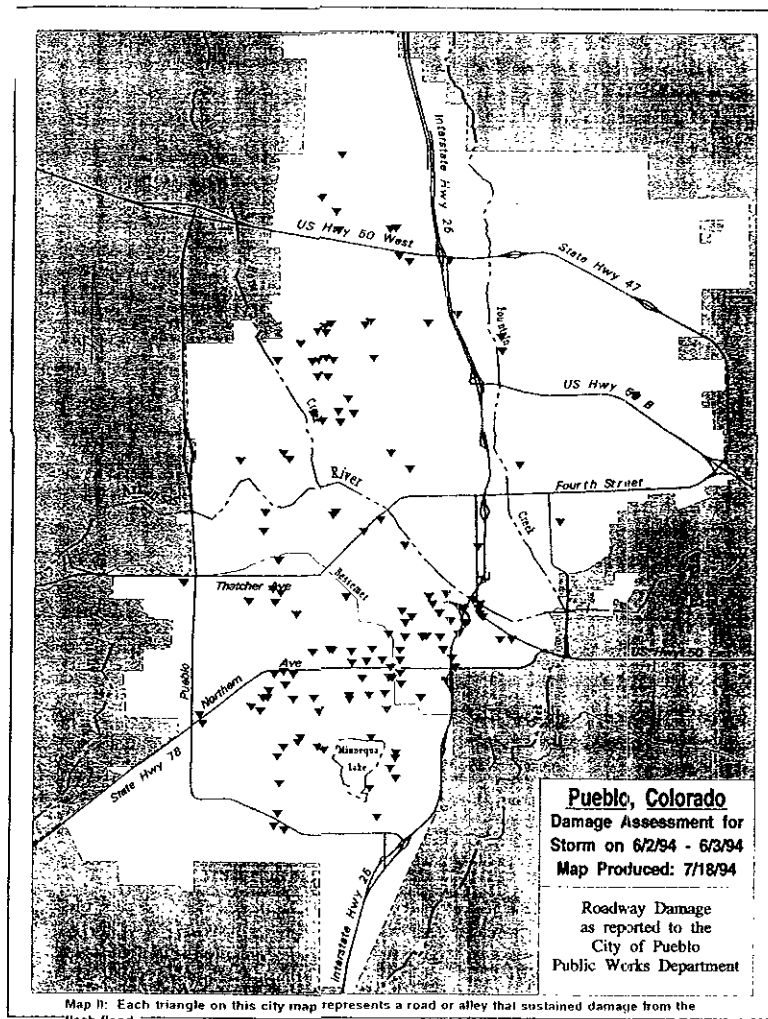 Interstate Hwy 25
US Hwy 50 West
State Hwy 47
Fountain
US Hwy 50 B
Creek
River
Fourth Street
Creek
Thatcher Ave
Bessemer
Pueblo
Northern Ave
US Hwy 50
State Hwy 78
Minnequa
Lake
Interstate Hwy 25
Pueblo, Colorado
Damage Assessment for
Storm on 6/2/94 - 6/3/94
Map Produced: 7/18/94
Roadway Damage
as reported to the
City of Pueblo
Public Works Department
Map II: Each triangle on this city map represents a road or alley that sustained damage from the